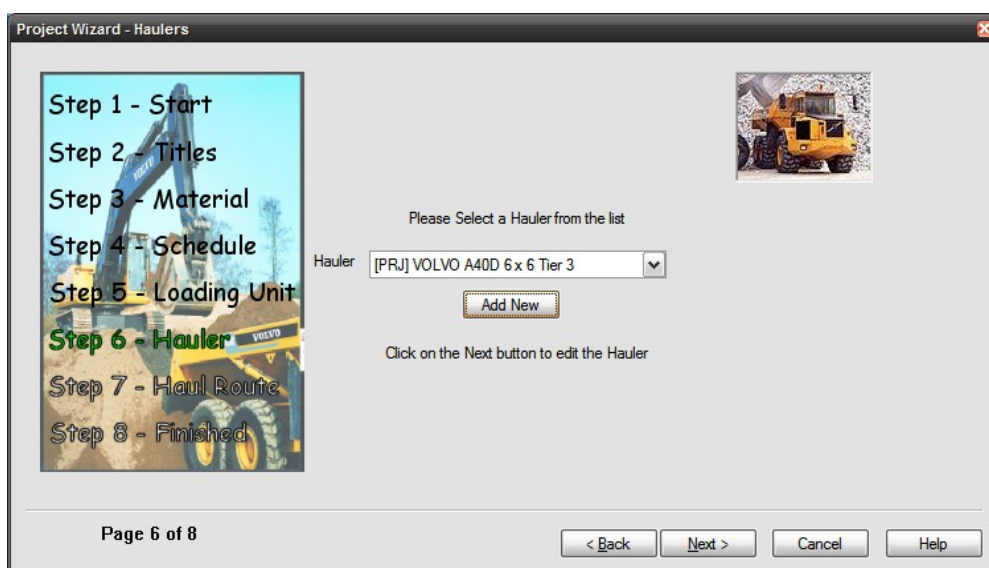 Project Wizard - Haulers
Step 1 - Start
Step 2 - Titles
Step 3 - Material
Step 4 - Schedule
Step 5 - Loading Unit
Step 6 - Hauler
Step 7 - Haul Route
Step 8 - Finished
VOLVO
VOLVO
Please Select a Hauler from the list
Hauler [PRJ] VOLVO A40D 6 x 6 Tier 3
Add New
Click on the Next button to edit the Hauler
Page 6 of 8
< Back Next > Cancel Help